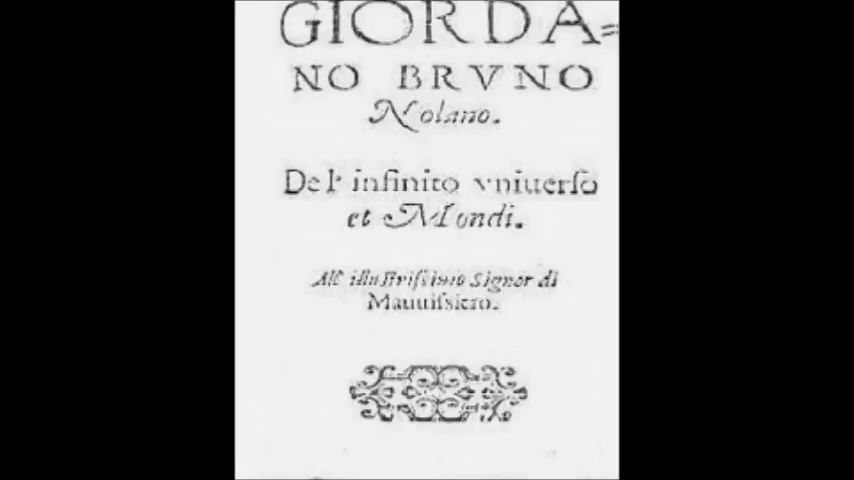 GIORDA=
NO BRVNO
Nolano.
De l' infinito vniuerſo
et Mondi.
All' illuſtriſsimo Signor di
Mauuiſsiero.